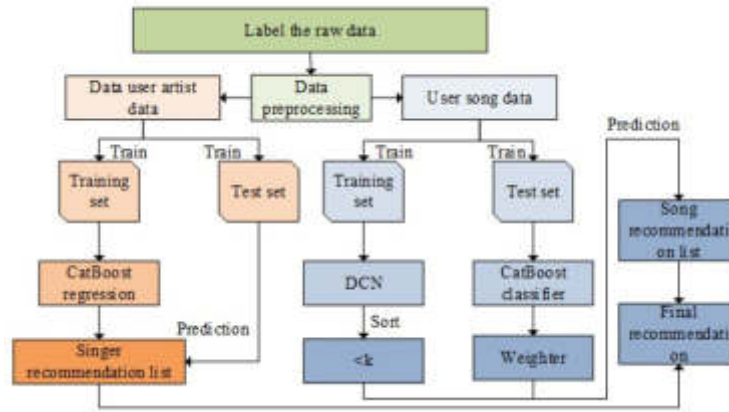 Label the raw data
Data user artist
data
Data
preprocessing
User song data
Prediction
Train
Train
Train
Train
Training
set
Test set
Training
set
Test set
Song
recommendati
on list
CatBoost
regression
DCN
CatBoost
classifier
Prediction
Sort
Final
recommendati
on
Singer
recommendation list
<k
Weighter